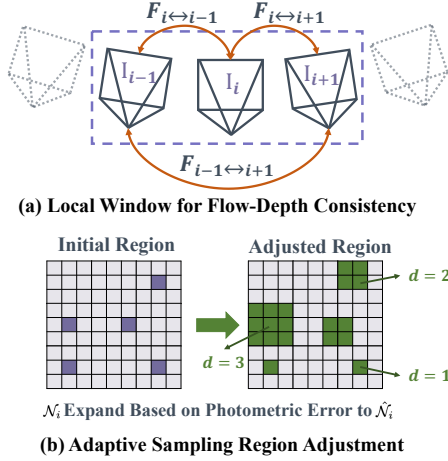 F_{i↔i−1} F_{i↔i+1}
I_{i−1} I_i I_{i+1}
F_{i−1↔i+1}
(a) Local Window for Flow-Depth Consistency
Initial Region Adjusted Region
d = 2
d = 3
d = 1
𝒩_i Expand Based on Photometric Error to 𝒩̂_i
(b) Adaptive Sampling Region Adjustment